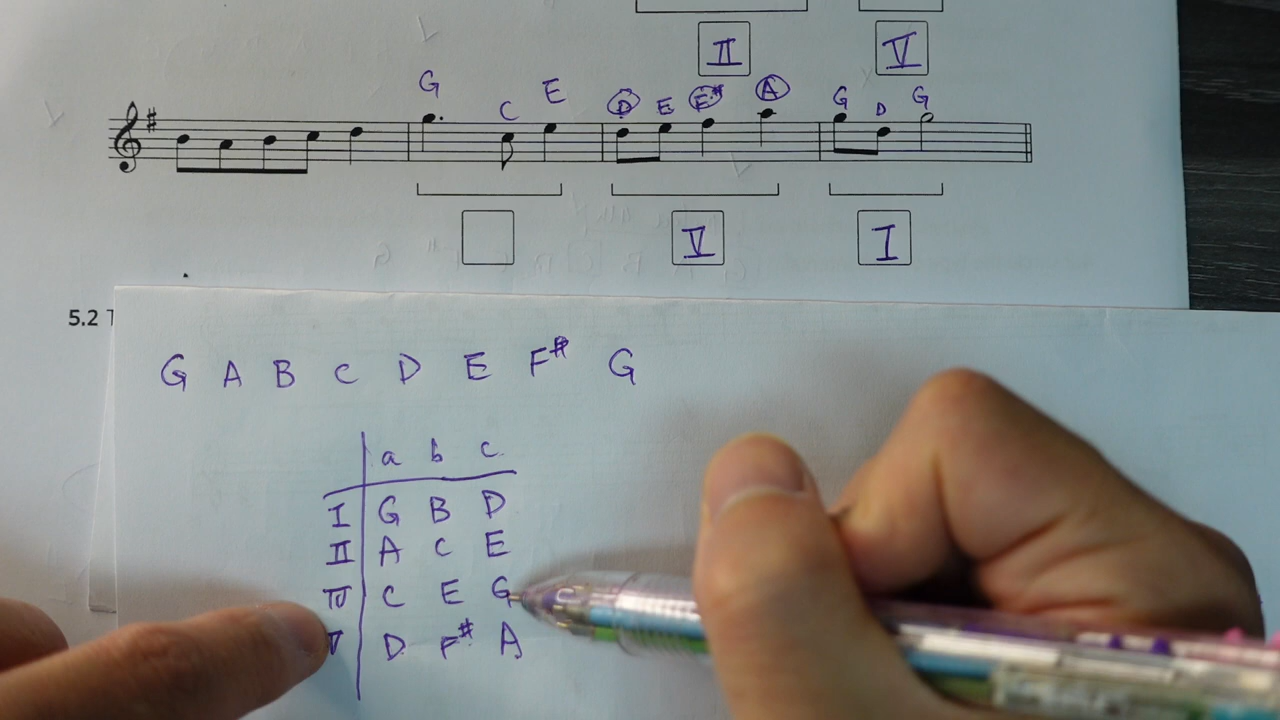 II V
G C E D E F# A G D G
V I
5.2
G A B C D E F# G
a b c
I G B D
II A C E
IV C E G
V D F# A